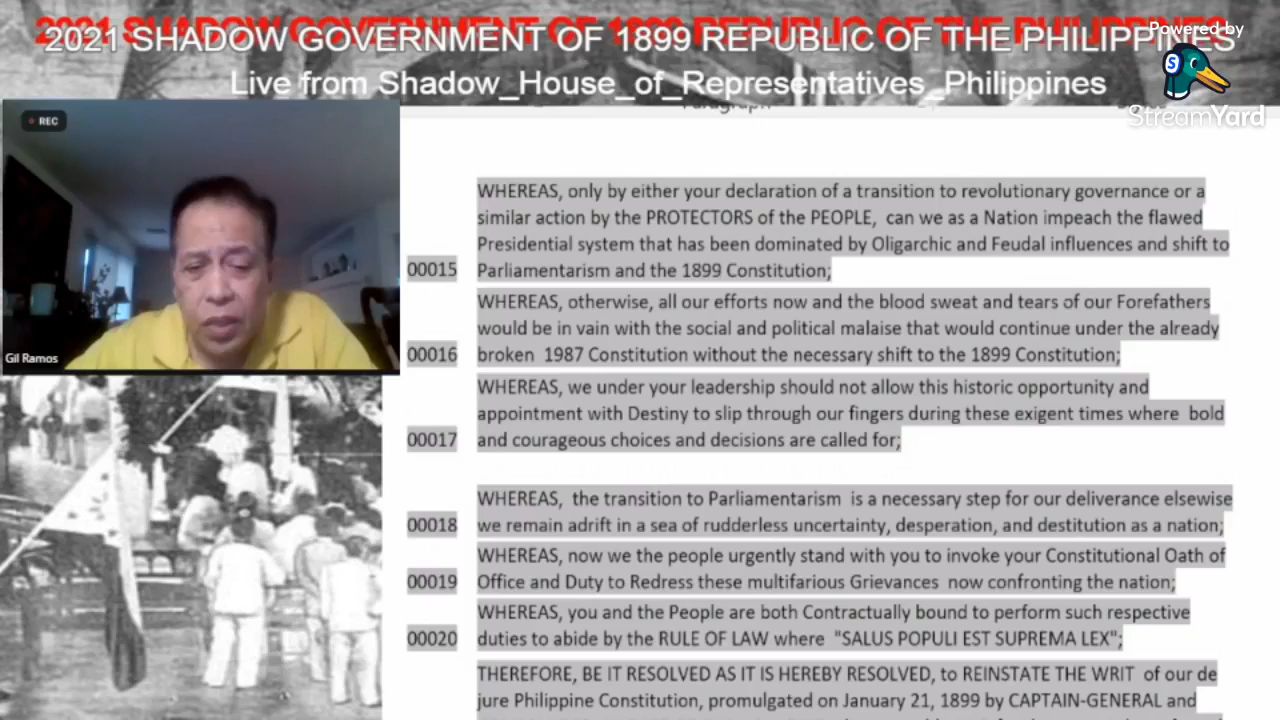 2021 SHADOW GOVERNMENT OF 1899 REPUBLIC OF THE PHILIPPINES
Powered by
Live from Shadow_House_of_Representatives_Philippines
StreamYard
Paragraph
REC
Gil Ramos
WHEREAS, only by either your declaration of a transition to revolutionary governance or a
similar action by the PROTECTORS of the PEOPLE, can we as a Nation impeach the flawed
Presidential system that has been dominated by Oligarchic and Feudal influences and shift to
00015 Parliamentarism and the 1899 Constitution;
WHEREAS, otherwise, all our efforts now and the blood sweat and tears of our Forefathers
would be in vain with the social and political malaise that would continue under the already
00016 broken 1987 Constitution without the necessary shift to the 1899 Constitution;
WHEREAS, we under your leadership should not allow this historic opportunity and
appointment with Destiny to slip through our fingers during these exigent times where bold
00017 and courageous choices and decisions are called for;
WHEREAS, the transition to Parliamentarism is a necessary step for our deliverance elsewise
00018 we remain adrift in a sea of rudderless uncertainty, desperation, and destitution as a nation;
WHEREAS, now we the people urgently stand with you to invoke your Constitutional Oath of
00019 Office and Duty to Redress these multifarious Grievances now confronting the nation;
WHEREAS, you and the People are both Contractually bound to perform such respective
00020 duties to abide by the RULE OF LAW where "SALUS POPULI EST SUPREMA LEX";
THEREFORE, BE IT RESOLVED AS IT IS HEREBY RESOLVED, to REINSTATE THE WRIT of our de
jure Philippine Constitution, promulgated on January 21, 1899 by CAPTAIN-GENERAL and